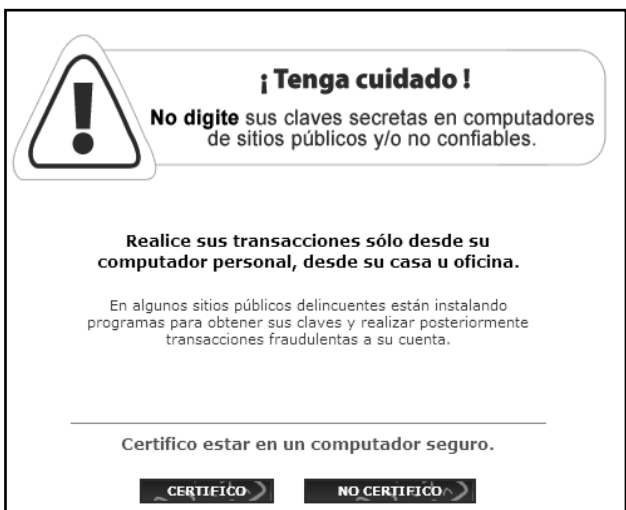 ¡ Tenga cuidado !
No digite sus claves secretas en computadores
de sitios públicos y/o no confiables.
Realice sus transacciones sólo desde su
computador personal, desde su casa u oficina.
En algunos sitios públicos delincuentes están instalando
programas para obtener sus claves y realizar posteriormente
transacciones fraudulentas a su cuenta.
Certifico estar en un computador seguro.
CERTIFICO
NO CERTIFICO